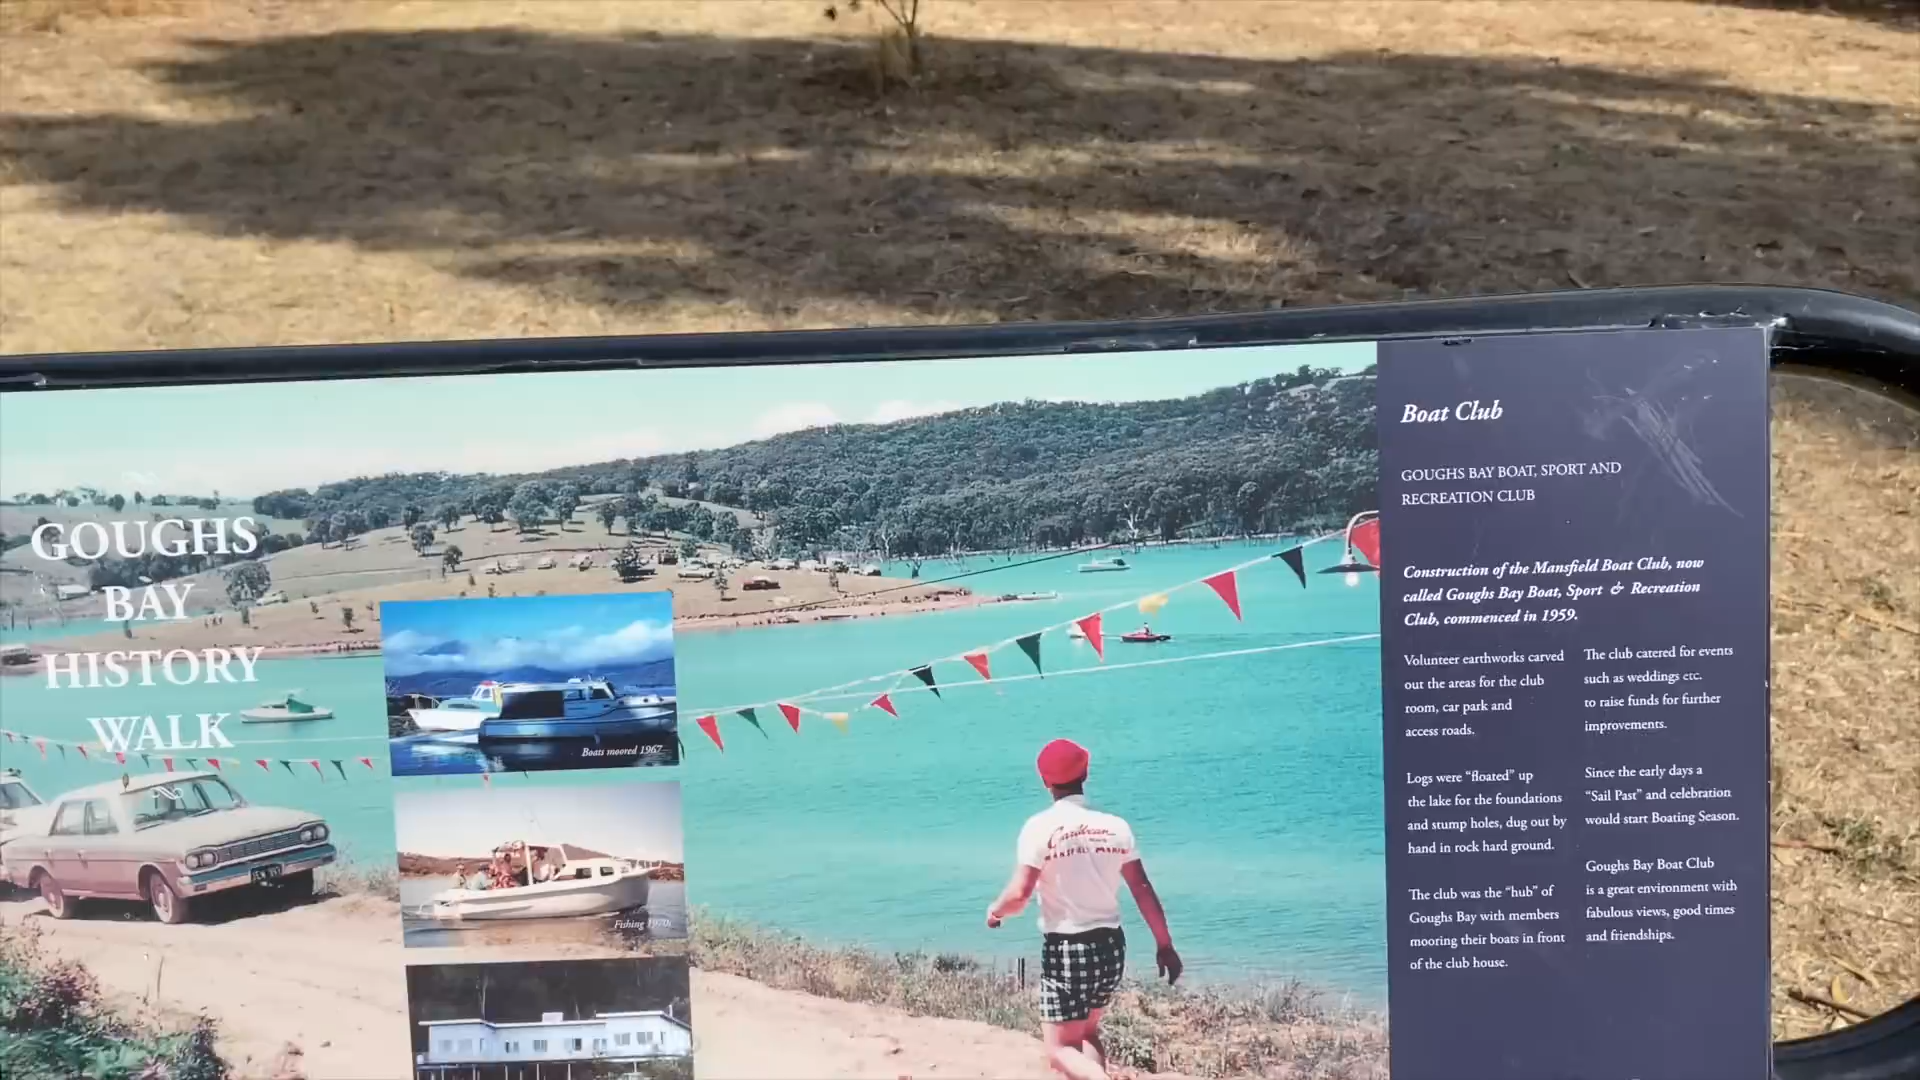 GOUGHS
BAY
HISTORY
WALK
Boats moored 1967
Fishing 1970s
Caribbean
Boat Club
GOUGHS BAY BOAT, SPORT AND
RECREATION CLUB
Construction of the Mansfield Boat Club, now
called Goughs Bay Boat, Sport & Recreation
Club, commenced in 1959.
Volunteer earthworks carved
out the areas for the club
room, car park and
access roads.
Logs were “floated” up
the lake for the foundations
and stump holes, dug out by
hand in rock hard ground.
The club was the “hub” of
Goughs Bay with members
mooring their boats in front
of the club house.
The club catered for events
such as weddings etc.
to raise funds for further
improvements.
Since the early days a
“Sail Past” and celebration
would start Boating Season.
Goughs Bay Boat Club
is a great environment with
fabulous views, good times
and friendships.